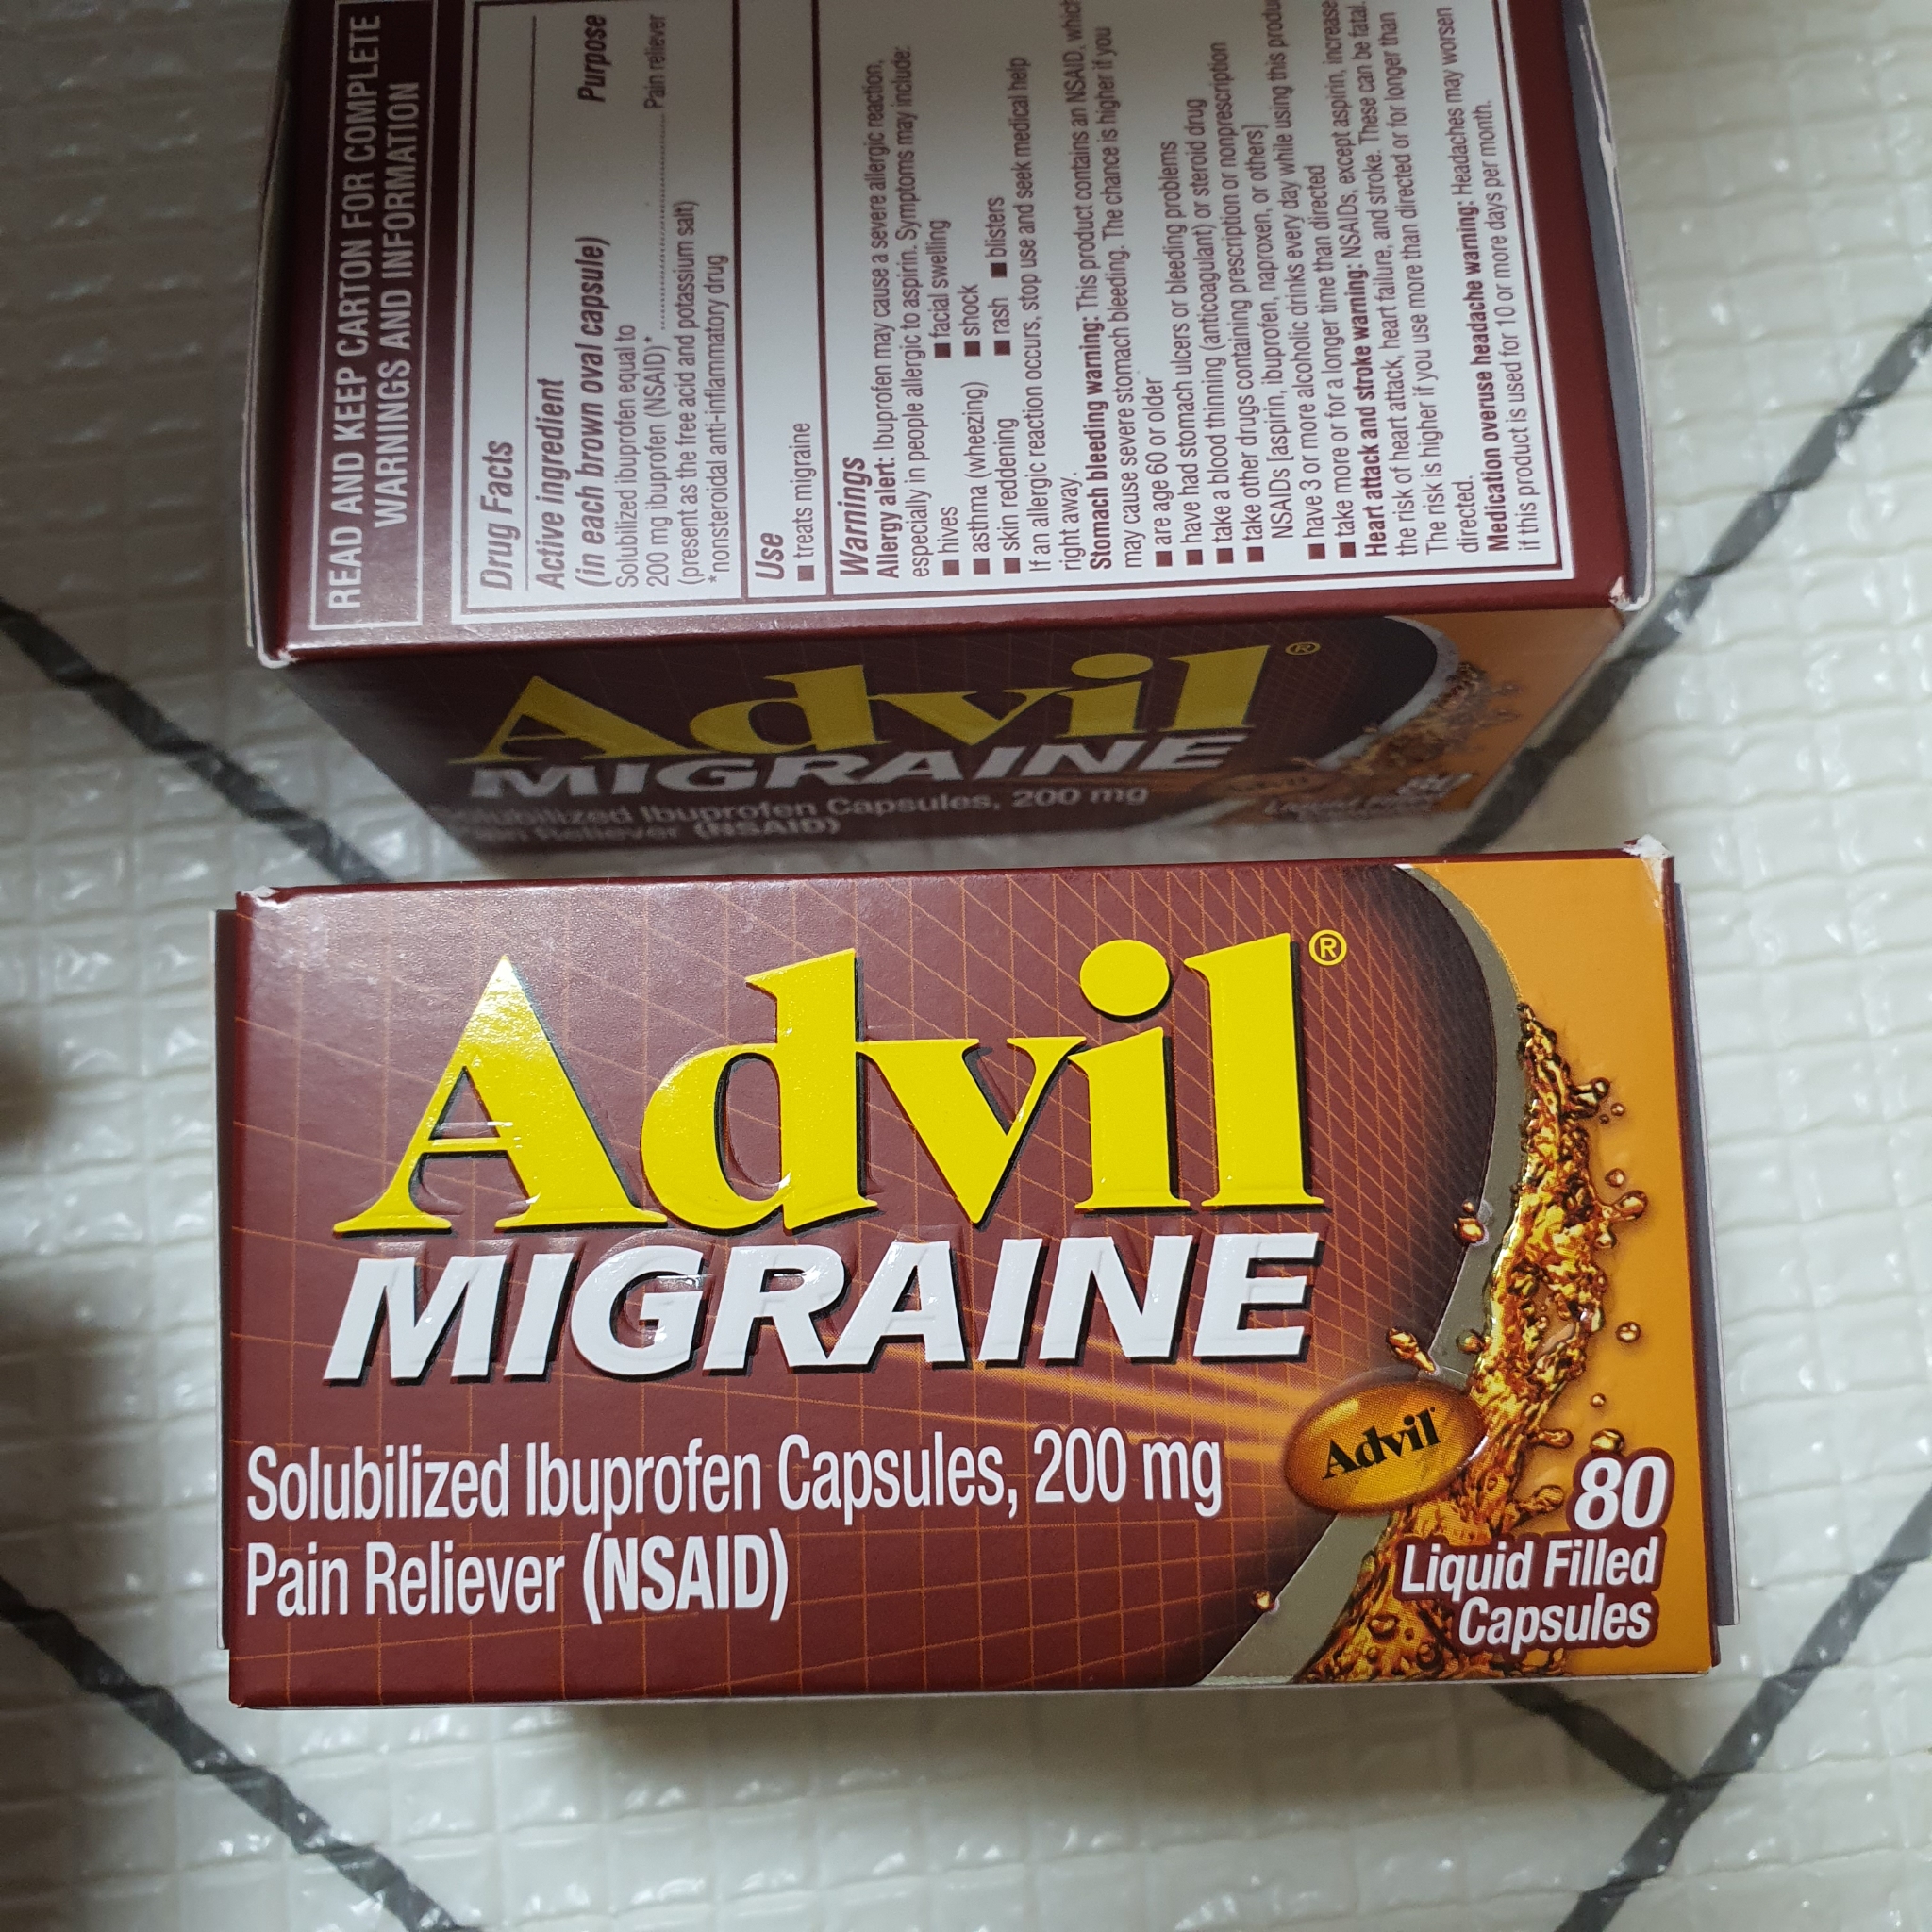 READ AND KEEP CARTON FOR COMPLETE
WARNINGS AND INFORMATION
Drug Facts
Active ingredient
(in each brown oval capsule) Purpose
Solubilized ibuprofen equal to
200 mg ibuprofen (NSAID)* ........................ Pain reliever
(present as the free acid and potassium salt)
*nonsteroidal anti-inflammatory drug
Use
■ treats migraine
Warnings
Allergy alert: Ibuprofen may cause a severe allergic reaction,
especially in people allergic to aspirin. Symptoms may include:
■ hives ■ facial swelling
■ asthma (wheezing) ■ shock
■ skin reddening ■ rash ■ blisters
If an allergic reaction occurs, stop use and seek medical help
right away.
Stomach bleeding warning: This product contains an NSAID, which
may cause severe stomach bleeding. The chance is higher if you
■ are age 60 or older
■ have had stomach ulcers or bleeding problems
■ take a blood thinning (anticoagulant) or steroid drug
■ take other drugs containing prescription or nonprescription
NSAIDs [aspirin, ibuprofen, naproxen, or others]
■ have 3 or more alcoholic drinks every day while using this
■ take more or for a longer time than directed
Heart attack and stroke warning: NSAIDs, except aspirin, increase
the risk of heart attack, heart failure, and stroke. These can be fatal.
The risk is higher if you use more than directed or for longer than
directed.
Medication overuse headache warning: Headaches may worsen
if this product is used for 10 or more days per month.
Advil®
MIGRAINE
Solubilized Ibuprofen Capsules, 200 mg
Pain Reliever (NSAID)
80
Liquid Filled
Advil®
MIGRAINE
Solubilized Ibuprofen Capsules, 200 mg
Pain Reliever (NSAID)
Advil
80
Liquid Filled
Capsules